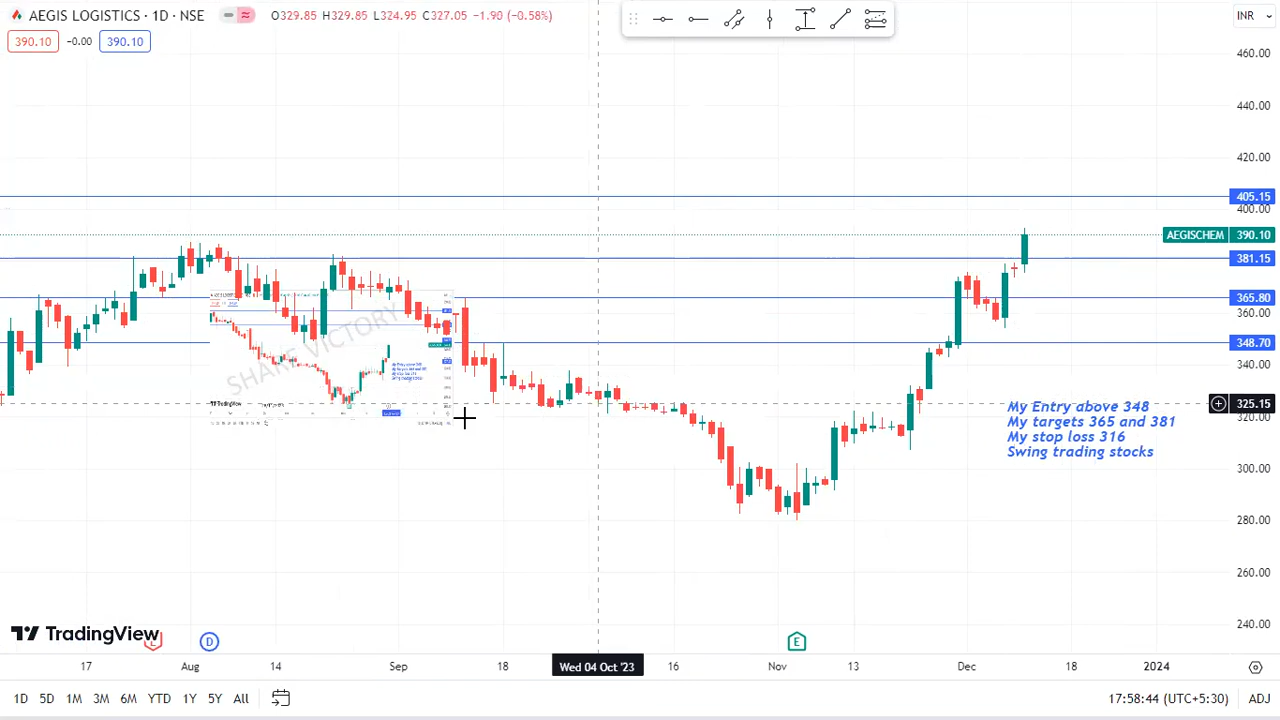 AEGIS LOGISTICS · 1D · NSE
O329.85 H329.85 L324.95 C327.05 -1.90 (-0.58%)
INR
390.10 -0.00 390.10
460.00
440.00
420.00
405.15
400.00
AEGISCHEM 390.10
381.15
365.80
360.00
348.70
340.00
325.15
320.00
300.00
280.00
260.00
240.00
SHARE VICTORY
My Entry above 348
My targets 365 and 381
My stop loss 316
Swing trading stocks
TradingView
D
E
17 Aug 14 Sep 18 Wed 04 Oct '23 16 Nov 13 Dec 18 2024
1D 5D 1M 3M 6M YTD 1Y 5Y All
17:58:44 (UTC+5:30) ADJ